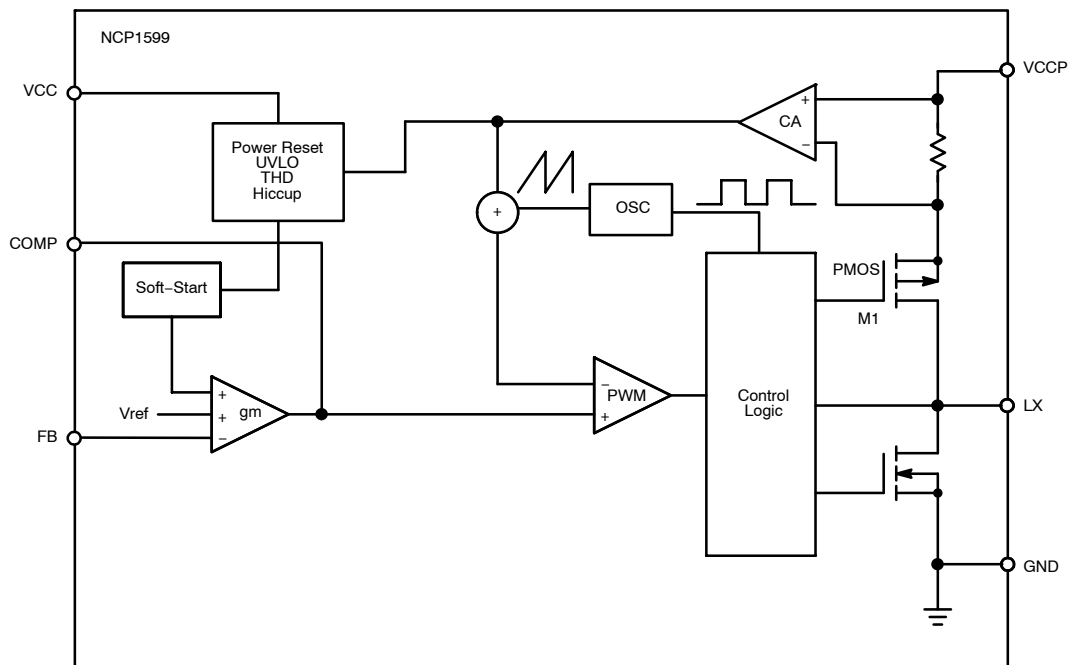 NCP1599
VCC
VCCP
Power Reset
UVLO
THD
Hiccup
+
CA
−
+
OSC
COMP
Soft−Start
PMOS
M1
+
Vref
+
gm
FB
−
−
PWM
+
Control
Logic
LX
GND